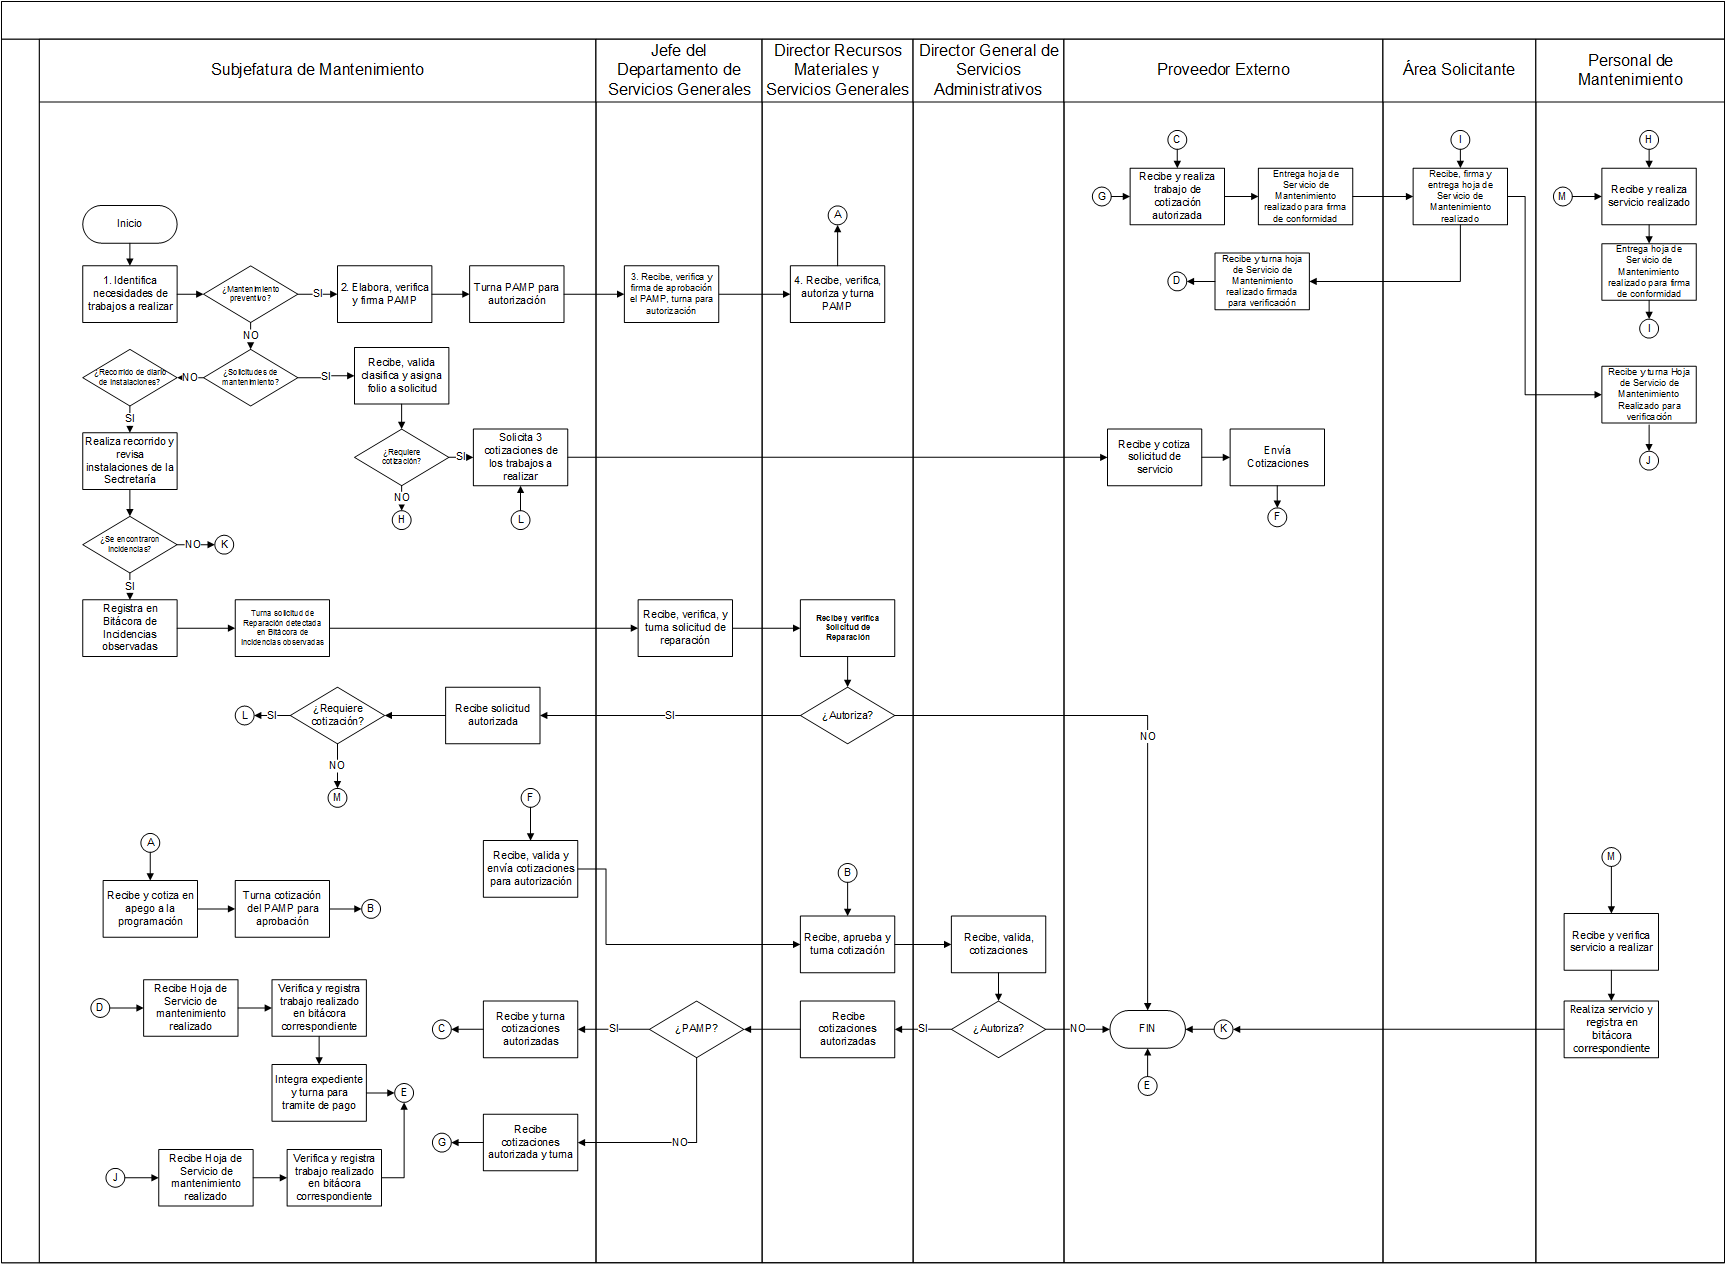 Subjefatura de Mantenimiento
Jefe del
Departamento de
Servicios Generales
Director Recursos
Materiales y
Servicios Generales
Director General de
Servicios
Administrativos
Proveedor Externo
Área Solicitante
Personal de
Mantenimiento
C
I
H
G
Recibe y realiza
trabajo de
cotización
autorizada
Entrega hoja de
Servicio de
Mantenimiento
realizado para firma
de conformidad
Recibe, firma y
entrega hoja de
Servicio de
Mantenimiento
realizado
M
Recibe y realiza
servicio realizado
Inicio
A
D
Recibe y turna hoja
de Servicio de
Mantenimiento
realizado firmada
para verificación
Entrega hoja de
Servicio de
Mantenimiento
realizado para firma
de conformidad
I
1. Identifica
necesidades de
trabajos a realizar
¿Mantenimiento
preventivo?
SI
2. Elabora, verifica
y firma PAMP
Turna PAMP para
autorización
3. Recibe, verifica y
firma de aprobación
el PAMP, turna para
autorización
4. Recibe, verifica,
autoriza y turna
PAMP
NO
¿Recorrido de diario
de instalaciones?
NO
¿Solicitudes de
mantenimiento?
SI
Recibe, valida
clasifica y asigna
folio a solicitud
Recibe y turna Hoja
de Servicio de
Mantenimiento
Realizado para
verificación
J
SI
Realiza recorrido y
revisa
instalaciones de la
Sectretaría
¿Requiere
cotización?
SI
Solicita 3
cotizaciones de
los trabajos a
realizar
Recibe y cotiza
solicitud de
servicio
Envía
Cotizaciones
NO
H
L
F
¿Se encontraron
incidencias?
NO
K
SI
Registra en
Bitácora de
Incidencias
observadas
Turna solicitud de
Reparación detectada
en Bitácora de
Incidencias observadas
Recibe, verifica, y
turna solicitud de
reparación
Recibe y verifica
Solicitud de
Reparación
L
SI
¿Requiere
cotización?
Recibe solicitud
autorizada
SI
¿Autoriza?
NO
NO
M
F
A
Recibe, valida y
envía cotizaciones
para autorización
B
M
Recibe y cotiza en
apego a la
programación
Turna cotización
del PAMP para
aprobación
B
Recibe, aprueba y
turna cotización
Recibe, valida,
cotizaciones
Recibe y verifica
servicio a realizar
D
Recibe Hoja de
Servicio de
mantenimiento
realizado
Verifica y registra
trabajo realizado
en bitácora
correspondiente
C
Recibe y turna
cotizaciones
autorizadas
SI
¿PAMP?
Recibe
cotizaciones
autorizadas
SI
¿Autoriza?
NO
FIN
K
Realiza servicio y
registra en
bitácora
correspondiente
Integra expediente
y turna para
tramite de pago
E
E
G
Recibe
cotizaciones
autorizada y turna
NO
J
Recibe Hoja de
Servicio de
mantenimiento
realizado
Verifica y registra
trabajo realizado
en bitácora
correspondiente